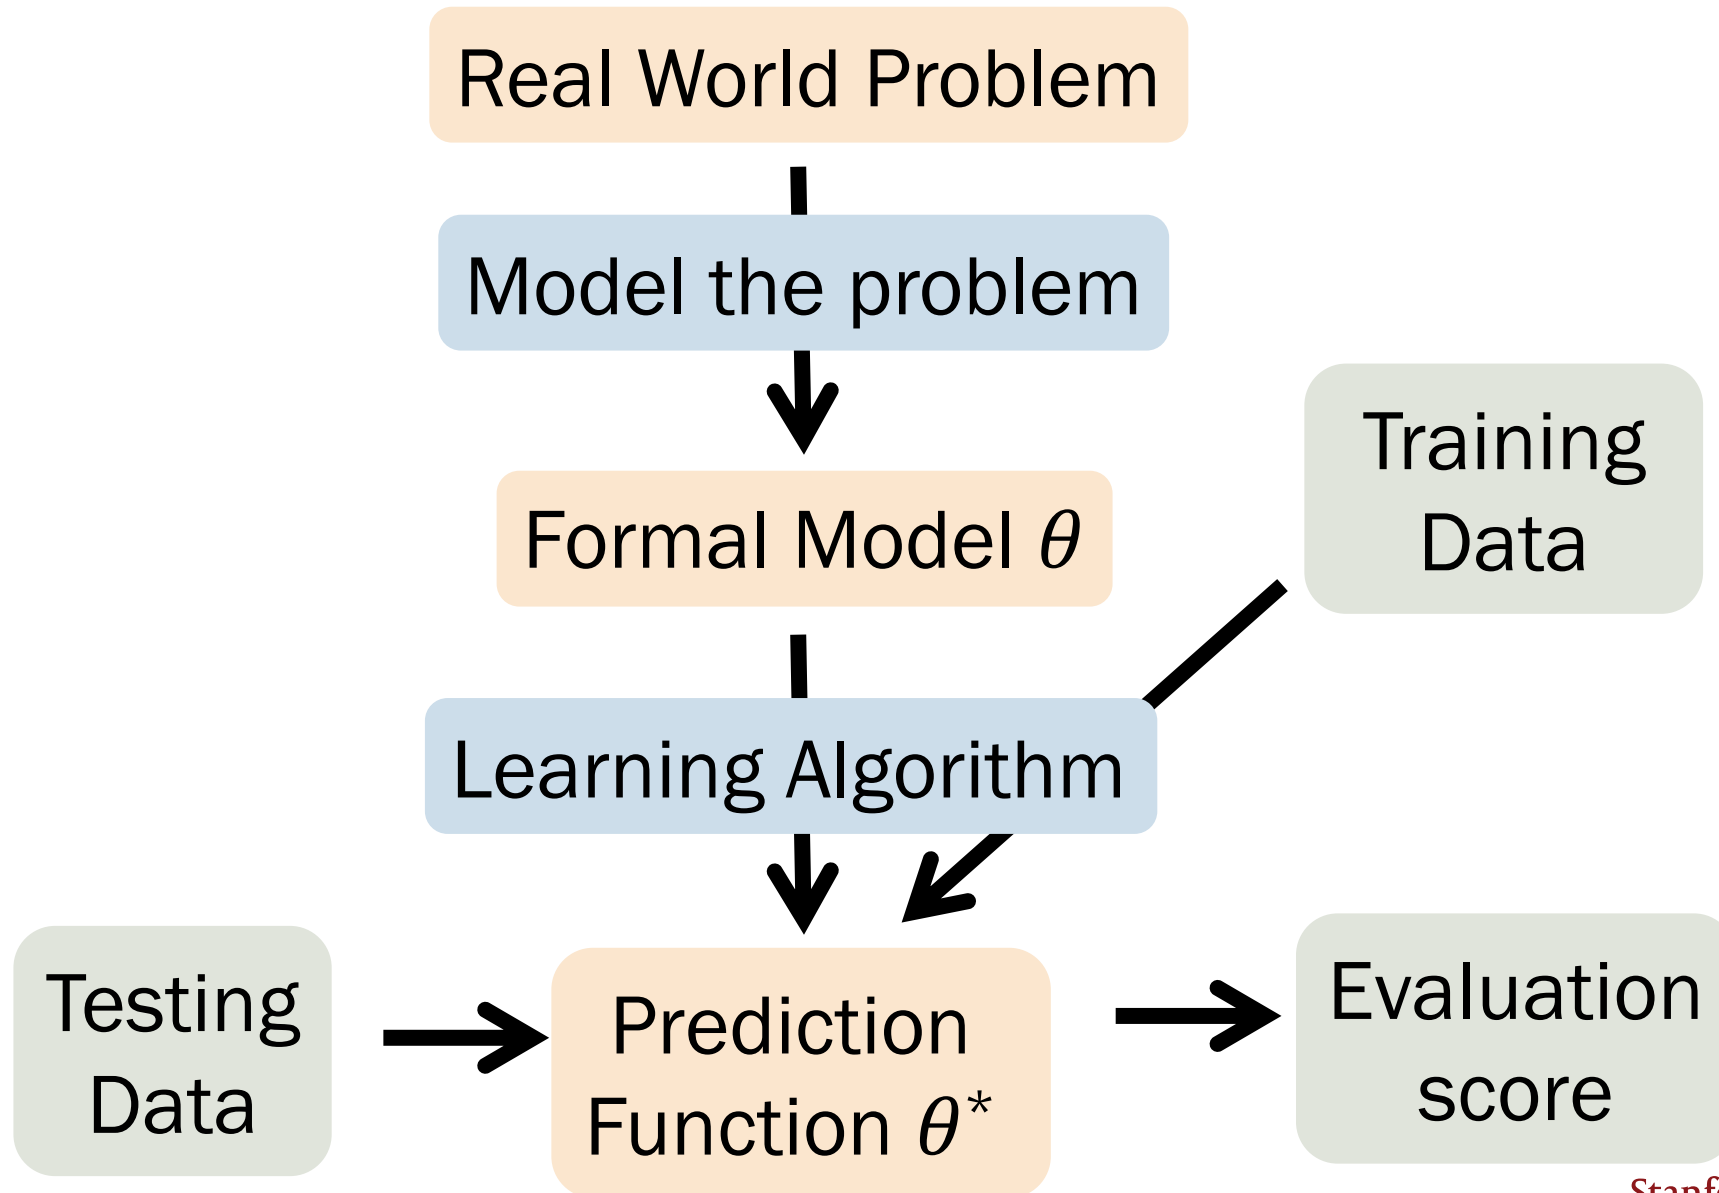 Real World Problem
Model the problem
Training
Data
Formal Model θ
Learning Algorithm
Testing
Data
Prediction
Function θ*
Evaluation
score